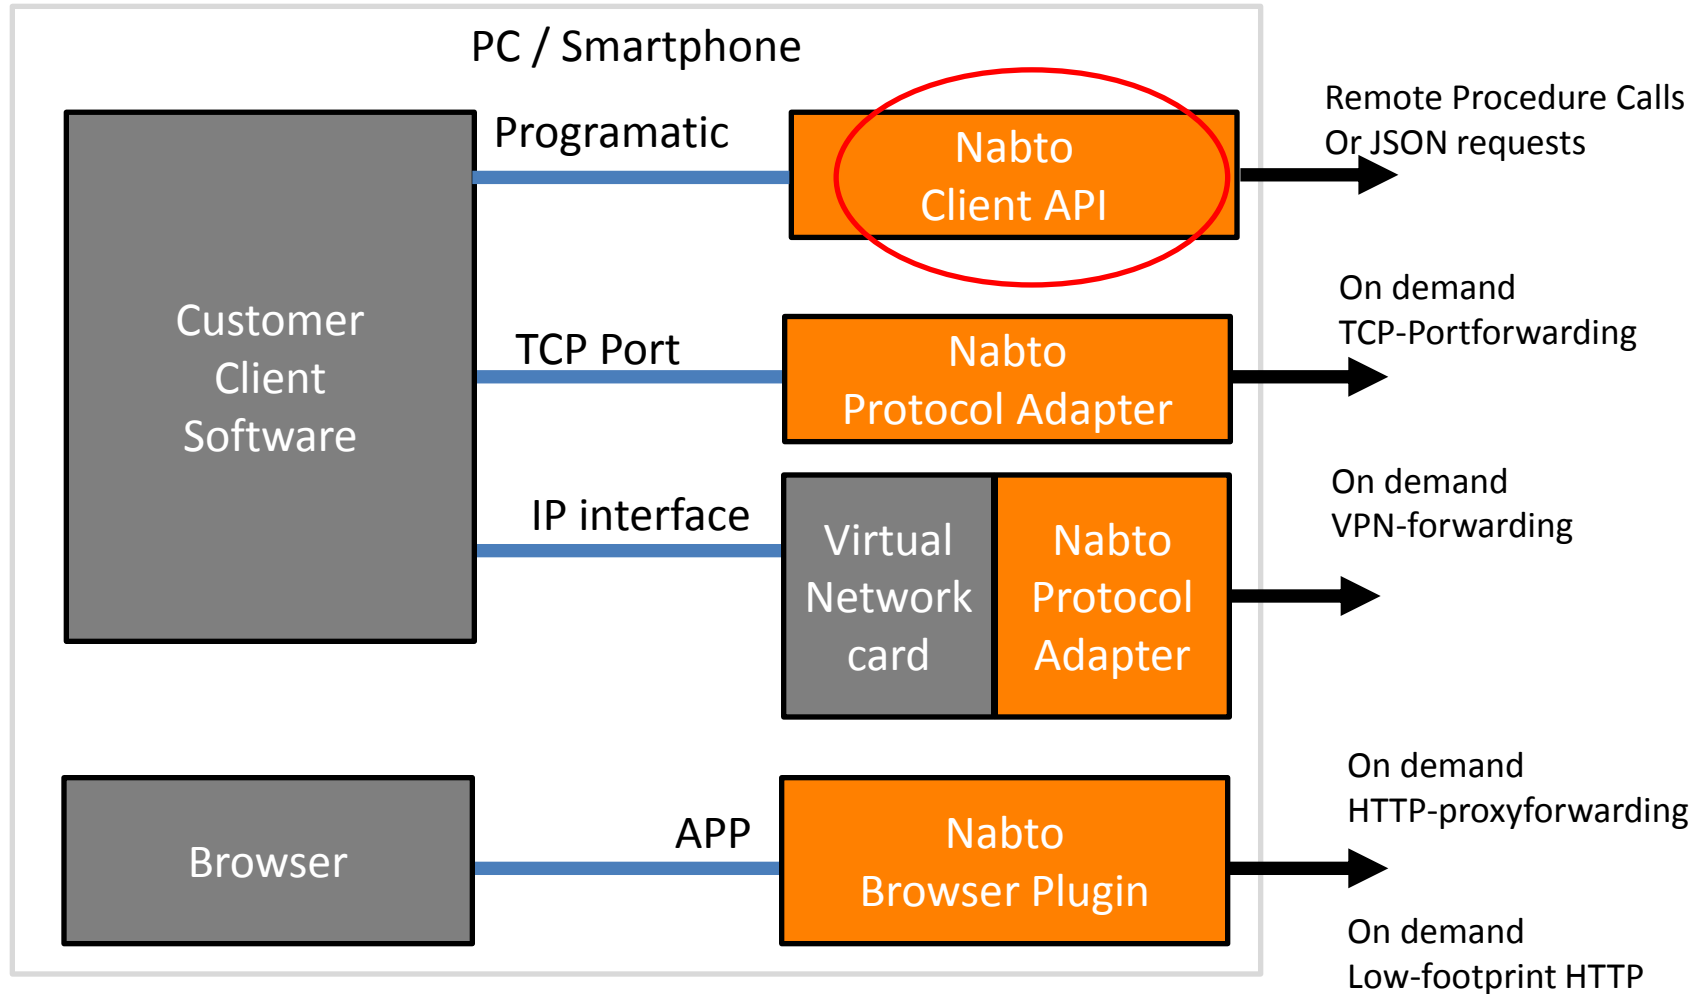 PC / Smartphone
Programatic
Nabto
Client API
Remote Procedure Calls
Or JSON requests
Customer
Client
Software
TCP Port
Nabto
Protocol Adapter
On demand
TCP-Portforwarding
IP interface
Virtual
Network
card
Nabto
Protocol
Adapter
On demand
VPN-forwarding
Browser
APP
Nabto
Browser Plugin
On demand
HTTP-proxyforwarding
On demand
Low-footprint HTTP